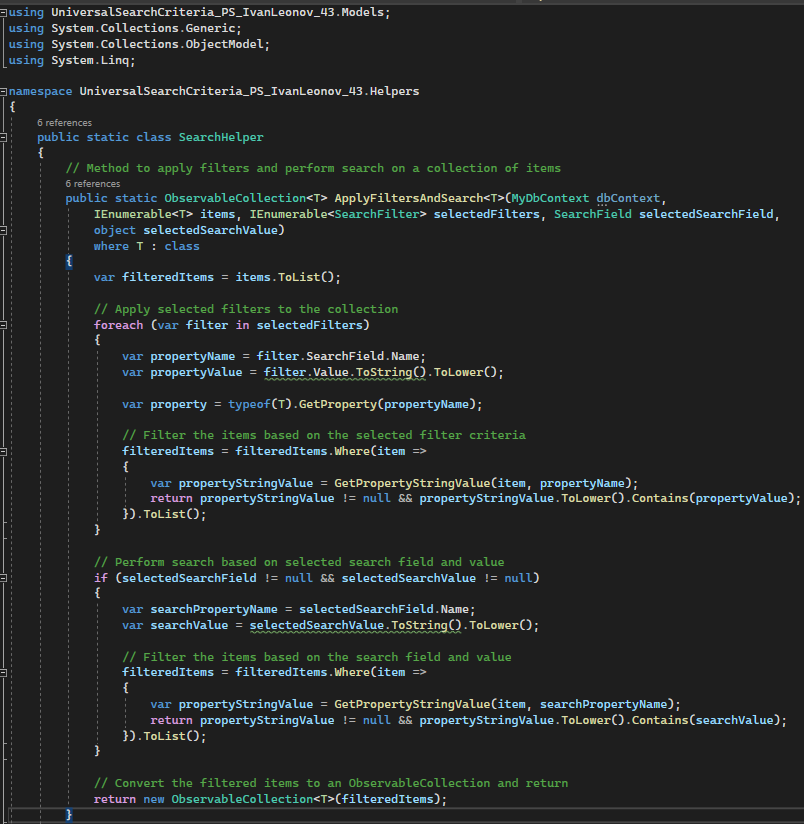 using UniversalSearchCriteria_PS_IvanLeonov_43.Models;
using System.Collections.Generic;
using System.Collections.ObjectModel;
using System.Linq;
namespace UniversalSearchCriteria_PS_IvanLeonov_43.Helpers
{
6 references
public static class SearchHelper
{
// Method to apply filters and perform search on a collection of items
6 references
public static ObservableCollection<T> ApplyFiltersAndSearch<T>(MyDbContext dbContext,
IEnumerable<T> items, IEnumerable<SearchFilter> selectedFilters, SearchField selectedSearchField,
object selectedSearchValue)
where T : class
{
var filteredItems = items.ToList();
// Apply selected filters to the collection
foreach (var filter in selectedFilters)
{
var propertyName = filter.SearchField.Name;
var propertyValue = filter.Value.ToString().ToLower();
var property = typeof(T).GetProperty(propertyName);
// Filter the items based on the selected filter criteria
filteredItems = filteredItems.Where(item =>
{
var propertyStringValue = GetPropertyStringValue(item, propertyName);
return propertyStringValue != null && propertyStringValue.ToLower().Contains(propertyValue);
}).ToList();
}
// Perform search based on selected search field and value
if (selectedSearchField != null && selectedSearchValue != null)
{
var searchPropertyName = selectedSearchField.Name;
var searchValue = selectedSearchValue.ToString().ToLower();
// Filter the items based on the search field and value
filteredItems = filteredItems.Where(item =>
{
var propertyStringValue = GetPropertyStringValue(item, searchPropertyName);
return propertyStringValue != null && propertyStringValue.ToLower().Contains(searchValue);
}).ToList();
}
// Convert the filtered items to an ObservableCollection and return
return new ObservableCollection<T>(filteredItems);
}